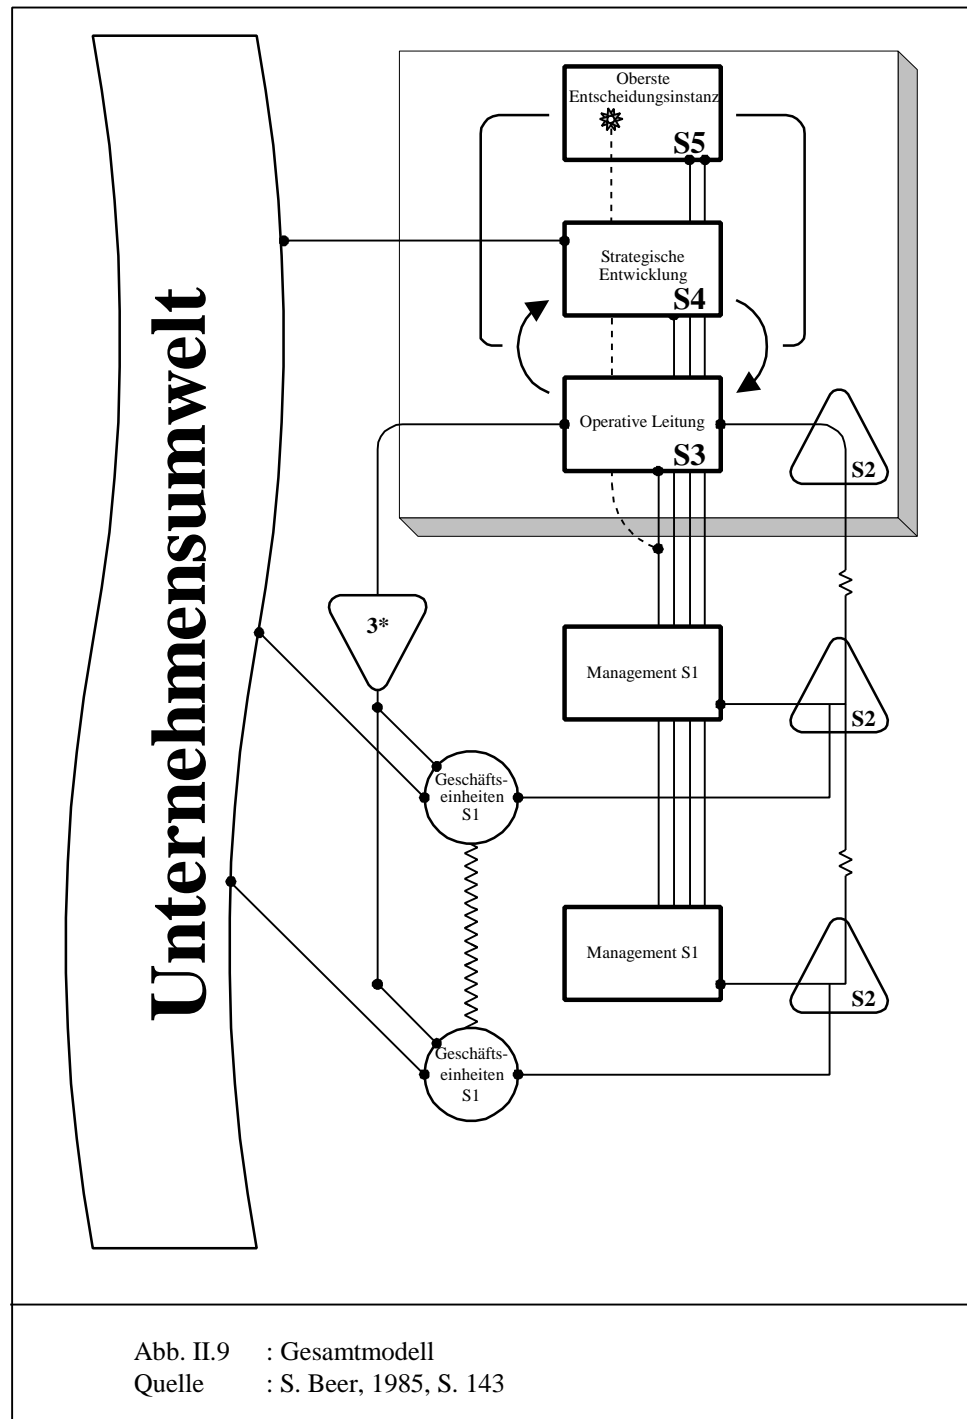 Unternehmensumwelt
Oberste
Entscheidungsinstanz
S5
Strategische
Entwicklung
S4
Operative Leitung
S3
S2
3*
Management S1
S2
Geschäfts-
einheiten
S1
Management S1
S2
Geschäfts-
einheiten
S1
Abb. II.9 : Gesamtmodell
Quelle : S. Beer, 1985, S. 143